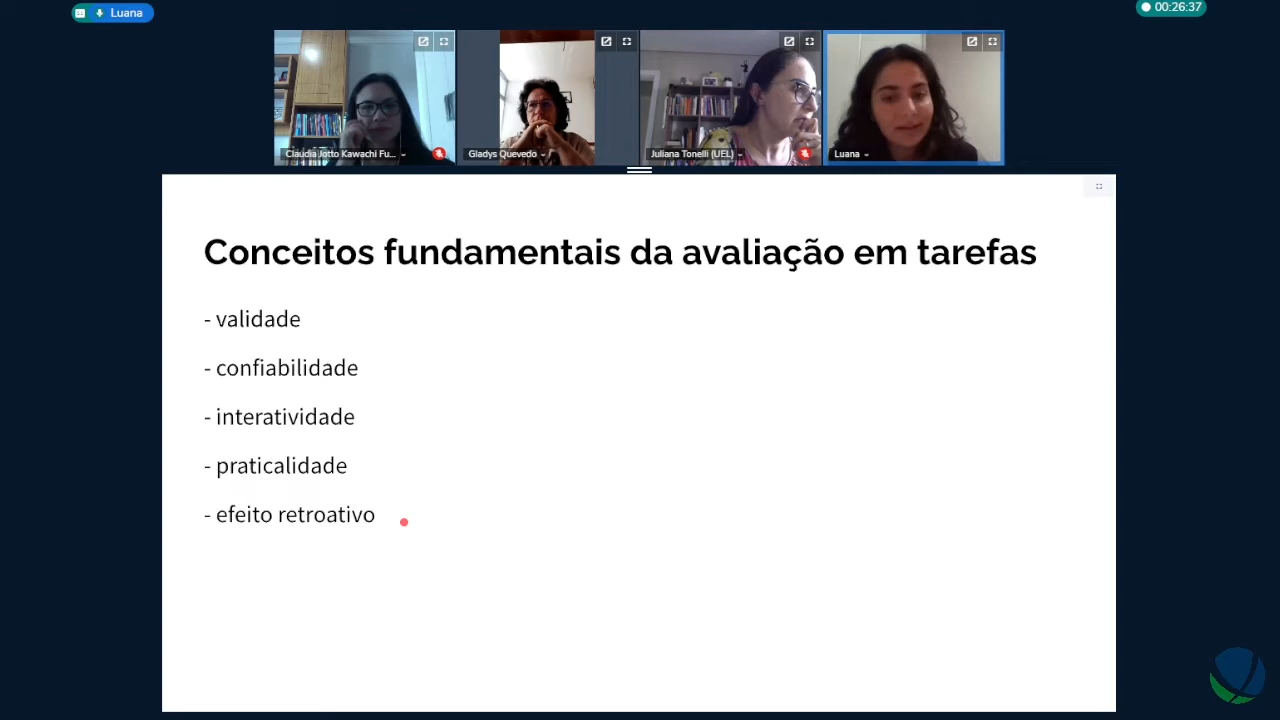 Luana
00:26:37
Claudia Jotto Kawachi Fu...
Gladys Quevedo
Juliana Tonelli (UEL)
Luana
Conceitos fundamentais da avaliação em tarefas
- validade
- confiabilidade
- interatividade
- praticalidade
- efeito retroativo